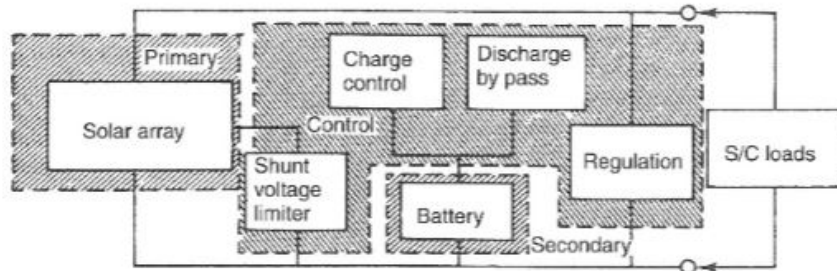 Primary
Solar array
Charge
control
Discharge
by pass
Control
Shunt
voltage
limiter
Battery
Secondary
Regulation
S/C loads